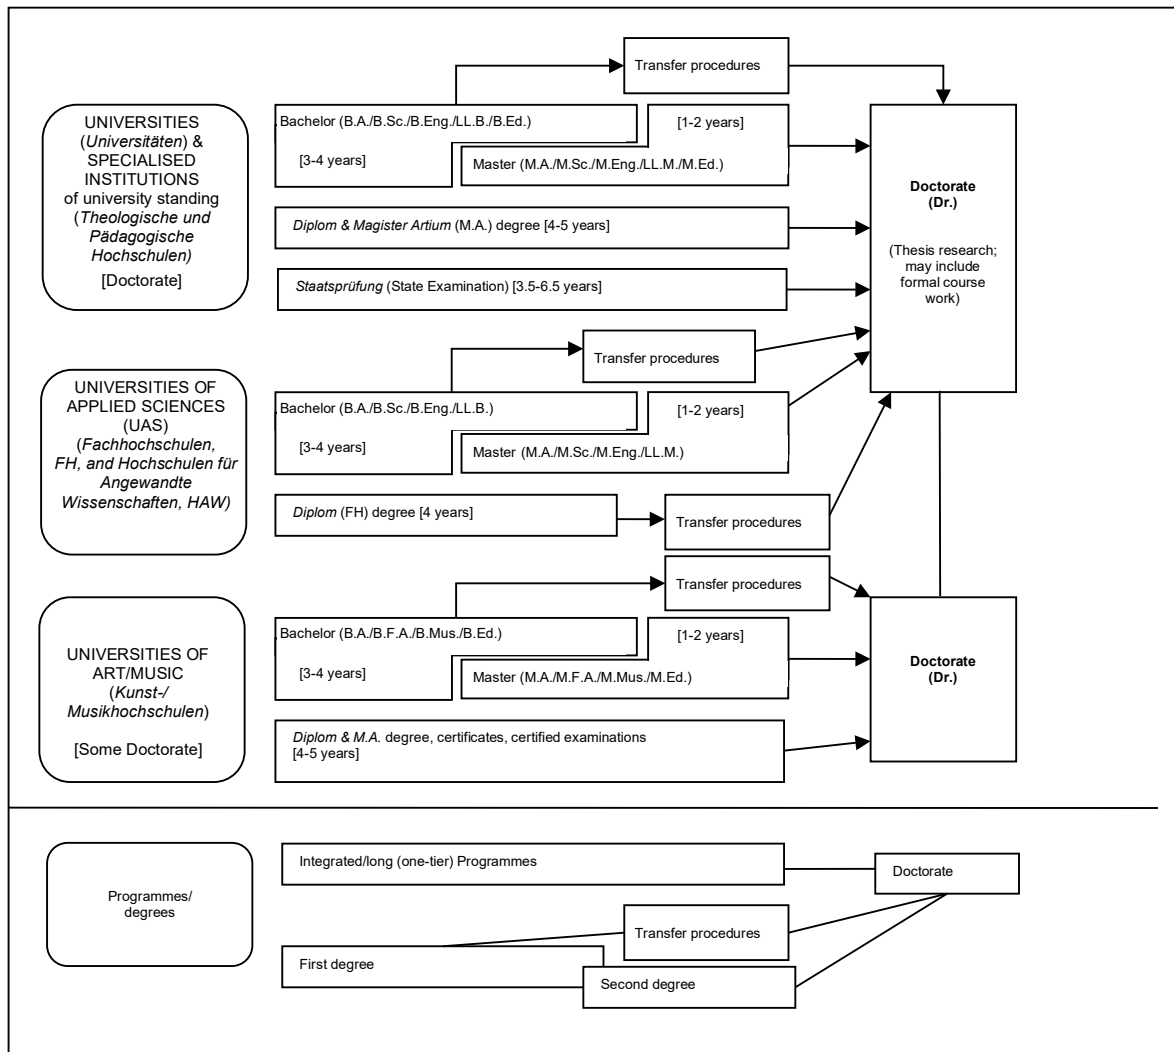 Transfer procedures
UNIVERSITIES
(Universitäten) &
SPECIALISED
INSTITUTIONS
of university standing
(Theologische und
Pädagogische
Hochschulen)
[Doctorate]
Bachelor (B.A./B.Sc./B.Eng./LL.B./B.Ed.)
[3-4 years]
[1-2 years]
Master (M.A./M.Sc./M.Eng./LL.M./M.Ed.)
Diplom & Magister Artium (M.A.) degree [4-5 years]
Staatsprüfung (State Examination) [3.5-6.5 years]
Doctorate
(Dr.)
(Thesis research;
may include
formal course
work)
Transfer procedures
UNIVERSITIES OF
APPLIED SCIENCES
(UAS)
(Fachhochschulen,
FH, and Hochschulen für
Angewandte
Wissenschaften, HAW)
Bachelor (B.A./B.Sc./B.Eng./LL.B.)
[3-4 years]
[1-2 years]
Master (M.A./M.Sc./M.Eng./LL.M.)
Diplom (FH) degree [4 years]
Transfer procedures
Transfer procedures
UNIVERSITIES OF
ART/MUSIC
(Kunst-/
Musikhochschulen)
[Some Doctorate]
Bachelor (B.A./B.F.A./B.Mus./B.Ed.)
[3-4 years]
[1-2 years]
Master (M.A./M.F.A./M.Mus./M.Ed.)
Diplom & M.A. degree, certificates, certified examinations
[4-5 years]
Doctorate
(Dr.)
Programmes/
degrees
Integrated/long (one-tier) Programmes
Doctorate
Transfer procedures
First degree
Second degree